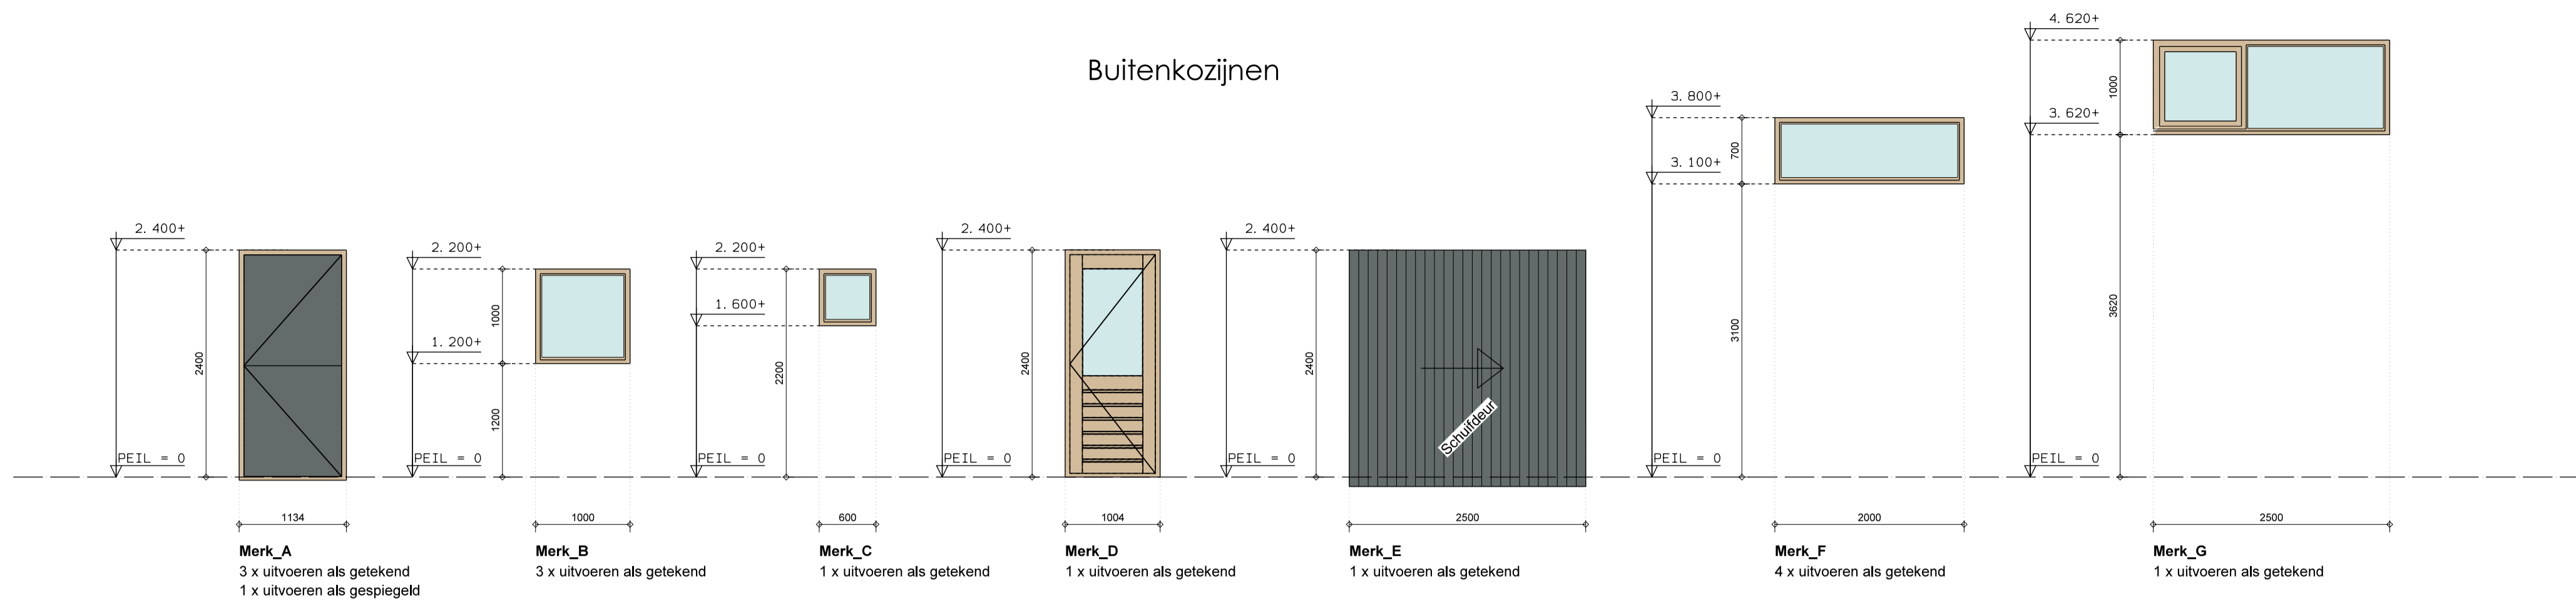 Buitenkozijnen
2. 400+
2400
PEIL = 0
1134
Merk_A
3 x uitvoeren als getekend
1 x uitvoeren als gespiegeld
2. 200+
1. 200+
1000
1200
PEIL = 0
1000
Merk_B
3 x uitvoeren als getekend
2. 200+
1. 600+
2200
PEIL = 0
600
Merk_C
1 x uitvoeren als getekend
2. 400+
2400
PEIL = 0
1004
Merk_D
1 x uitvoeren als getekend
2. 400+
2400
PEIL = 0
Schuifdeur
2500
Merk_E
1 x uitvoeren als getekend
3. 800+
3. 100+
700
3100
PEIL = 0
2000
Merk_F
4 x uitvoeren als getekend
4. 620+
3. 620+
1000
3620
PEIL = 0
2500
Merk_G
1 x uitvoeren als getekend